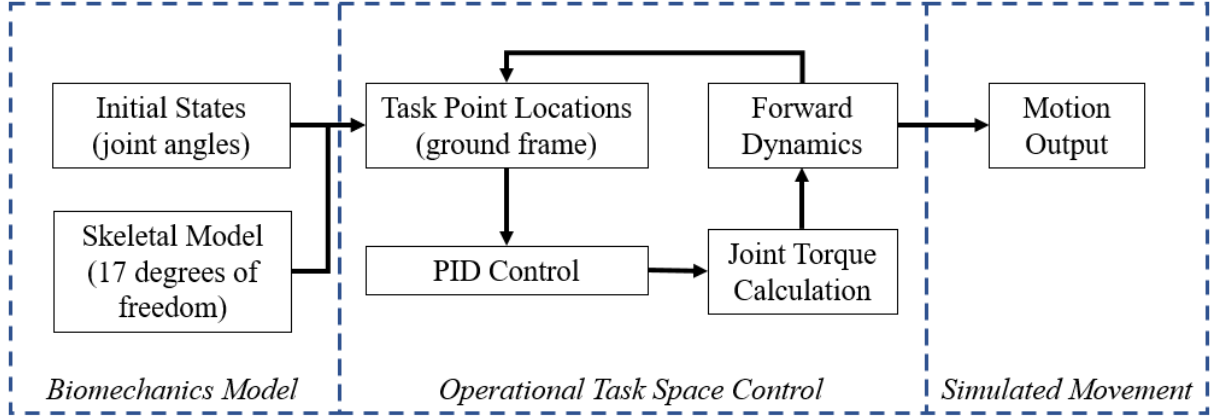 Initial States
(joint angles)
Skeletal Model
(17 degrees of
freedom)
Biomechanics Model
Task Point Locations
(ground frame)
PID Control
Forward
Dynamics
Joint Torque
Calculation
Operational Task Space Control
Motion
Output
Simulated Movement